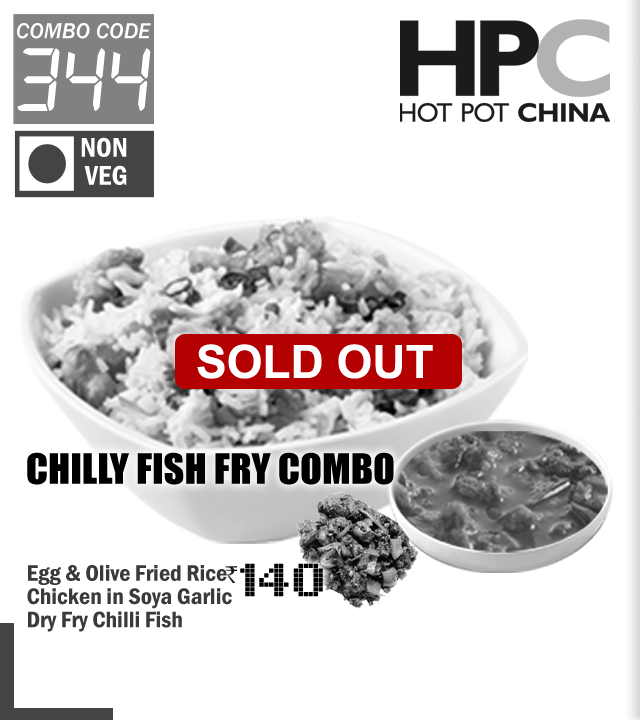 COMBO CODE
344
NON
VEG
HPC
HOT POT CHINA
SOLD OUT
CHILLY FISH FRY COMBO
Egg & Olive Fried Rice
Chicken in Soya Garlic
Dry Fry Chilli Fish
₹140